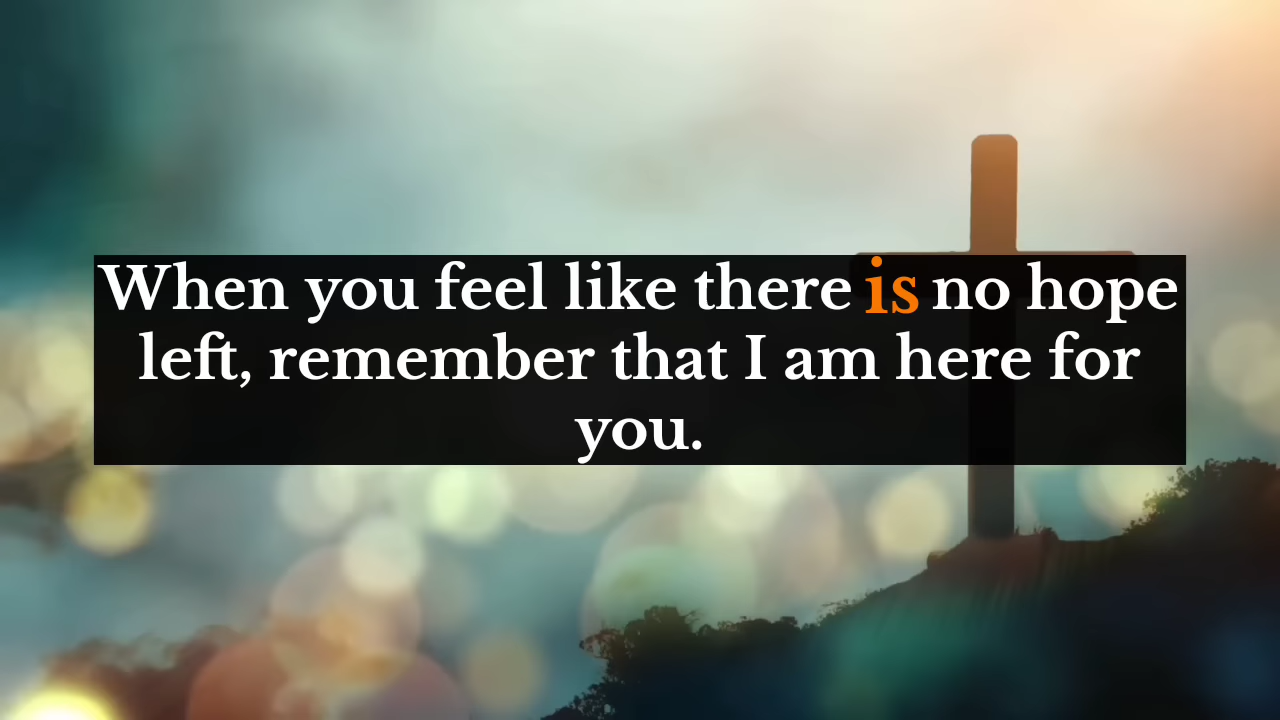 When you feel like there is no hope
left, remember that I am here for
you.